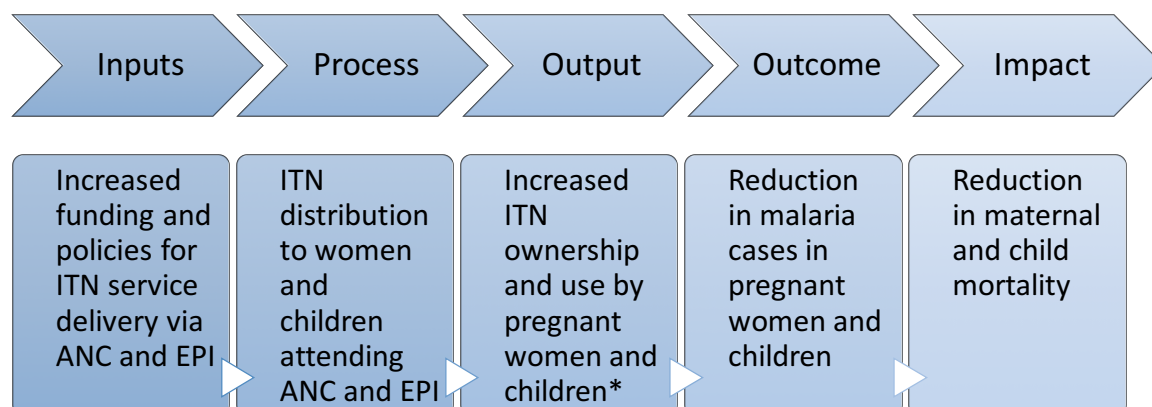 Inputs
Process
Output
Outcome
Impact
Increased
funding and
policies for
ITN service
delivery via
ANC and EPI
ITN
distribution
to women
and
children
attending
ANC and EPI
Increased
ITN
ownership
and use by
pregnant
women and
children*
Reduction
in malaria
cases in
pregnant
women and
children
Reduction
in maternal
and child
mortality